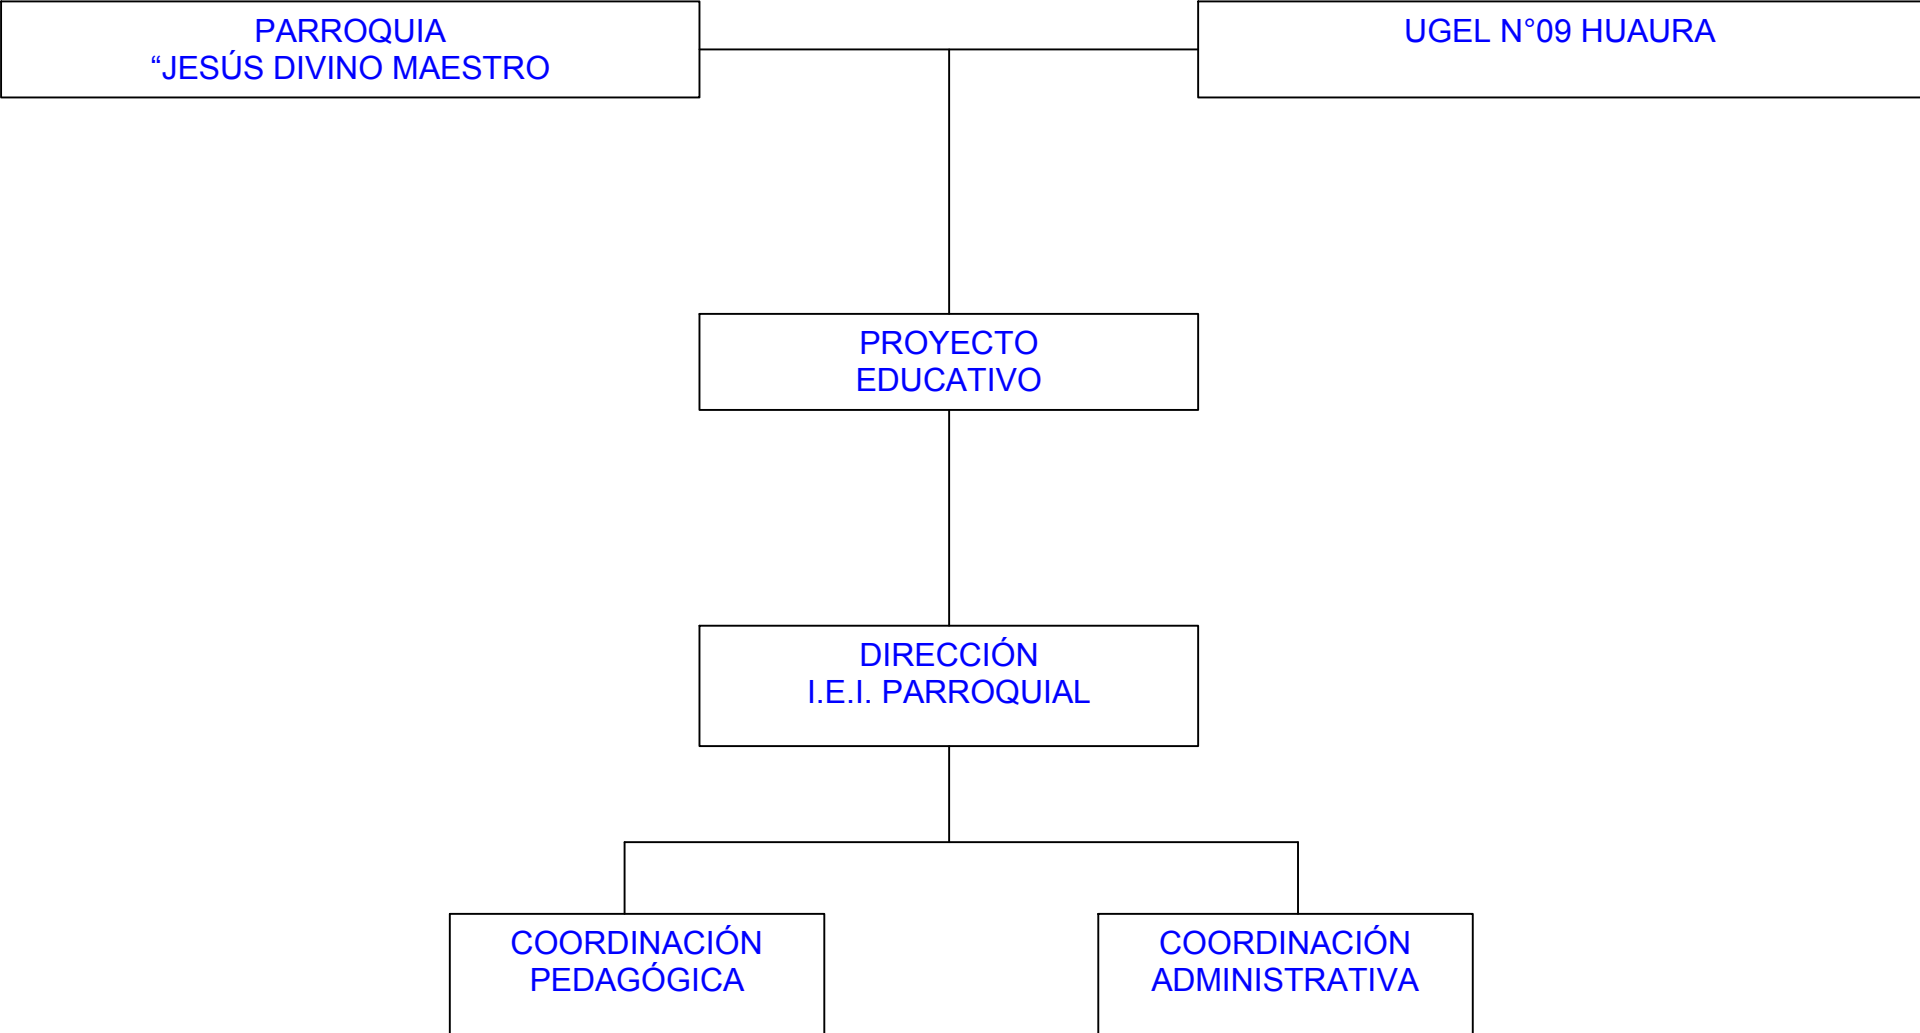 PARROQUIA
“JESÚS DIVINO MAESTRO
UGEL N°09 HUAURA
PROYECTO
EDUCATIVO
DIRECCIÓN
I.E.I. PARROQUIAL
COORDINACIÓN
PEDAGÓGICA
COORDINACIÓN
ADMINISTRATIVA